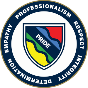 PROFESSIONALISM
RESPECT
INTEGRITY
DETERMINATION
EMPATHY
PRIDE